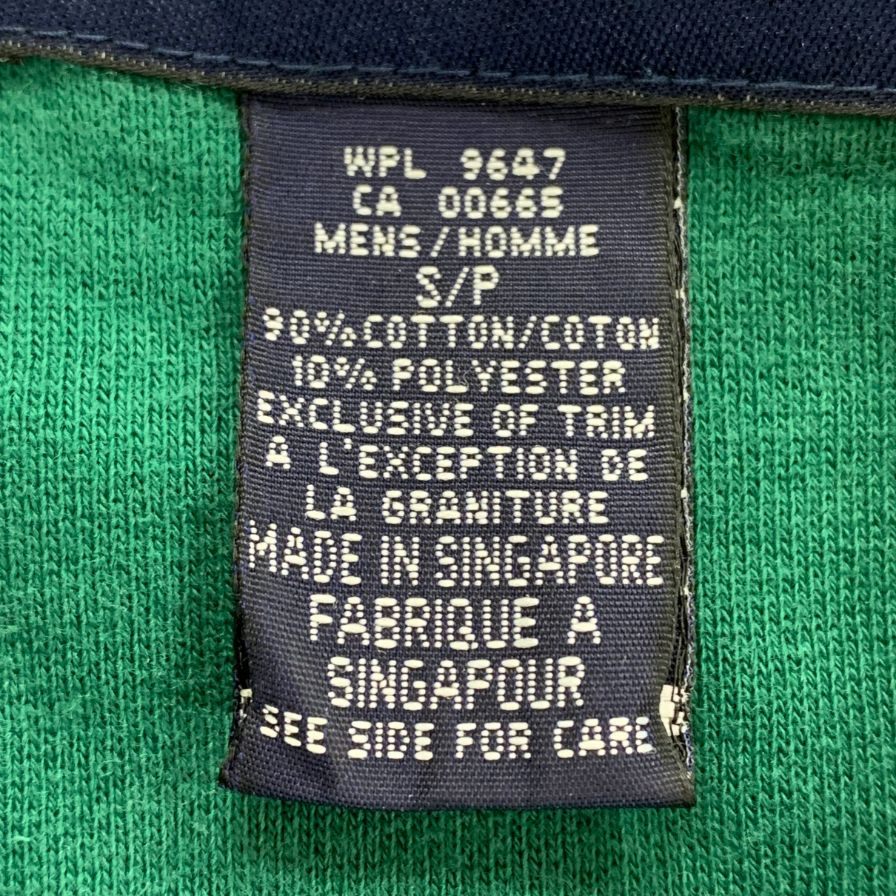 WPL 9647
CA 00665
MENS/HOMME
S/P
90% COTTON/COTON
10% POLYESTER
EXCLUSIVE OF TRIM
A L'EXCEPTION DE
LA GRANITURE
MADE IN SINGAPORE
FABRIQUE A
SINGAPOUR
SEE SIDE FOR CARE